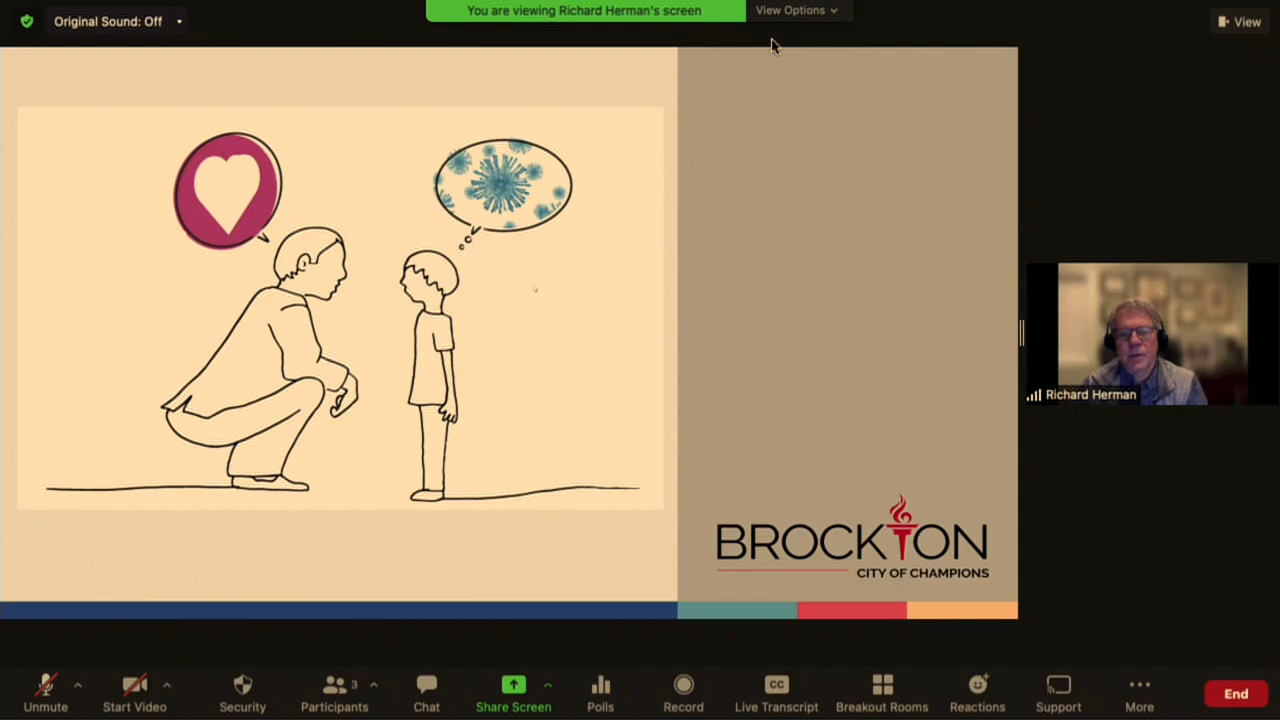 Original Sound: Off
You are viewing Richard Herman's screen
View Options
View
Richard Herman
BROCKTON
CITY OF CHAMPIONS
Unmute
Start Video
Security
3
Participants
Chat
Share Screen
Polls
Record
CC
Live Transcript
Breakout Rooms
Reactions
Support
More
End